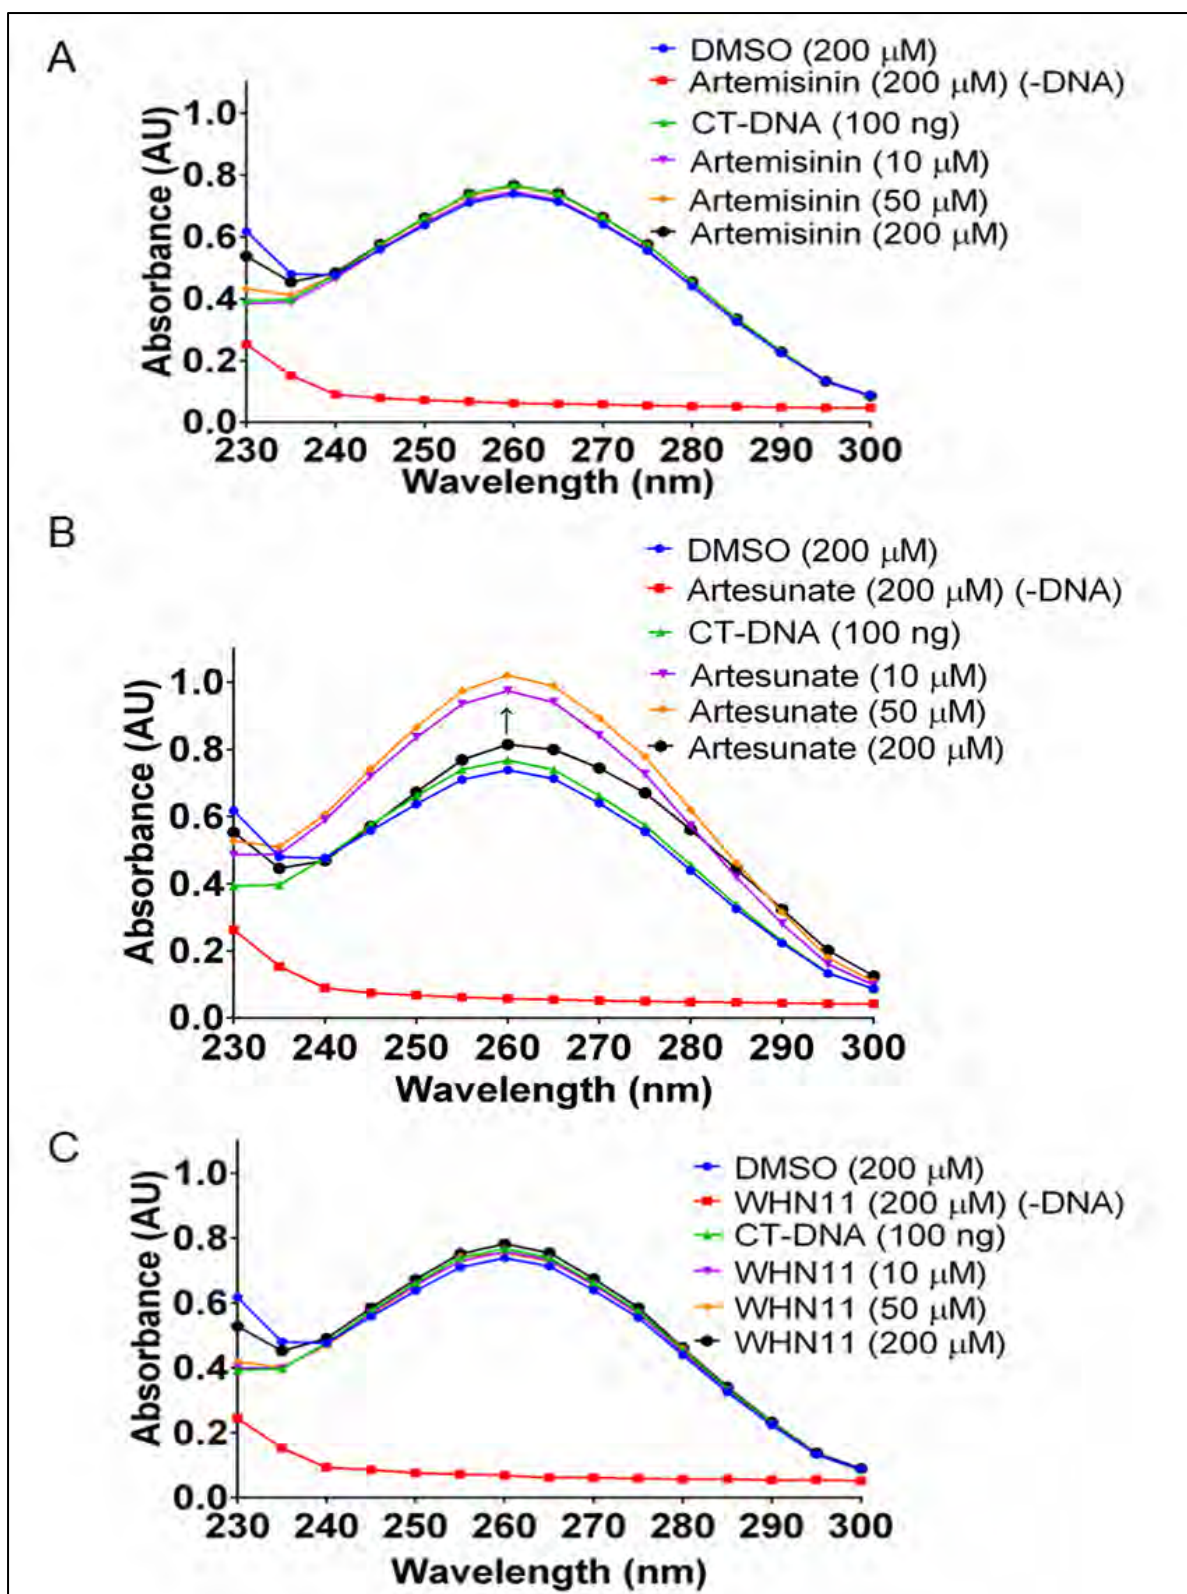 A
DMSO (200 μM)
Artemisinin (200 μM) (-DNA)
CT-DNA (100 ng)
Artemisinin (10 μM)
Artemisinin (50 μM)
Artemisinin (200 μM)
Absorbance (AU)
1.0
0.8
0.6
0.4
0.2
0.0
230 240 250 260 270 280 290 300
Wavelength (nm)
B
DMSO (200 μM)
Artesunate (200 μM) (-DNA)
CT-DNA (100 ng)
Artesunate (10 μM)
Artesunate (50 μM)
Artesunate (200 μM)
Absorbance (AU)
1.0
0.8
0.6
0.4
0.2
0.0
↑
230 240 250 260 270 280 290 300
Wavelength (nm)
C
DMSO (200 μM)
WHN11 (200 μM) (-DNA)
CT-DNA (100 ng)
WHN11 (10 μM)
WHN11 (50 μM)
WHN11 (200 μM)
Absorbance (AU)
1.0
0.8
0.6
0.4
0.2
0.0
230 240 250 260 270 280 290 300
Wavelength (nm)